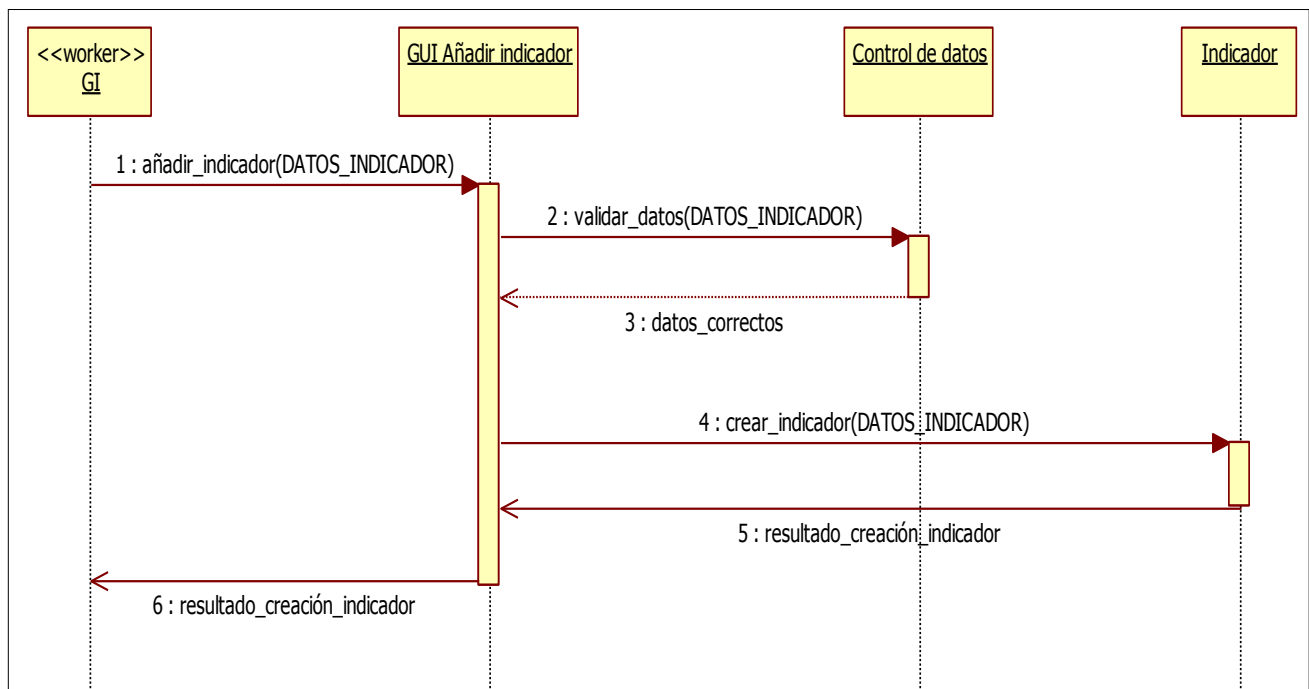 <<worker>>
GI
GUI Añadir indicador
Control de datos
Indicador
1 : añadir_indicador(DATOS_INDICADOR)
2 : validar_datos(DATOS_INDICADOR)
3 : datos_correctos
4 : crear_indicador(DATOS_INDICADOR)
5 : resultado_creación_indicador
6 : resultado_creación_indicador